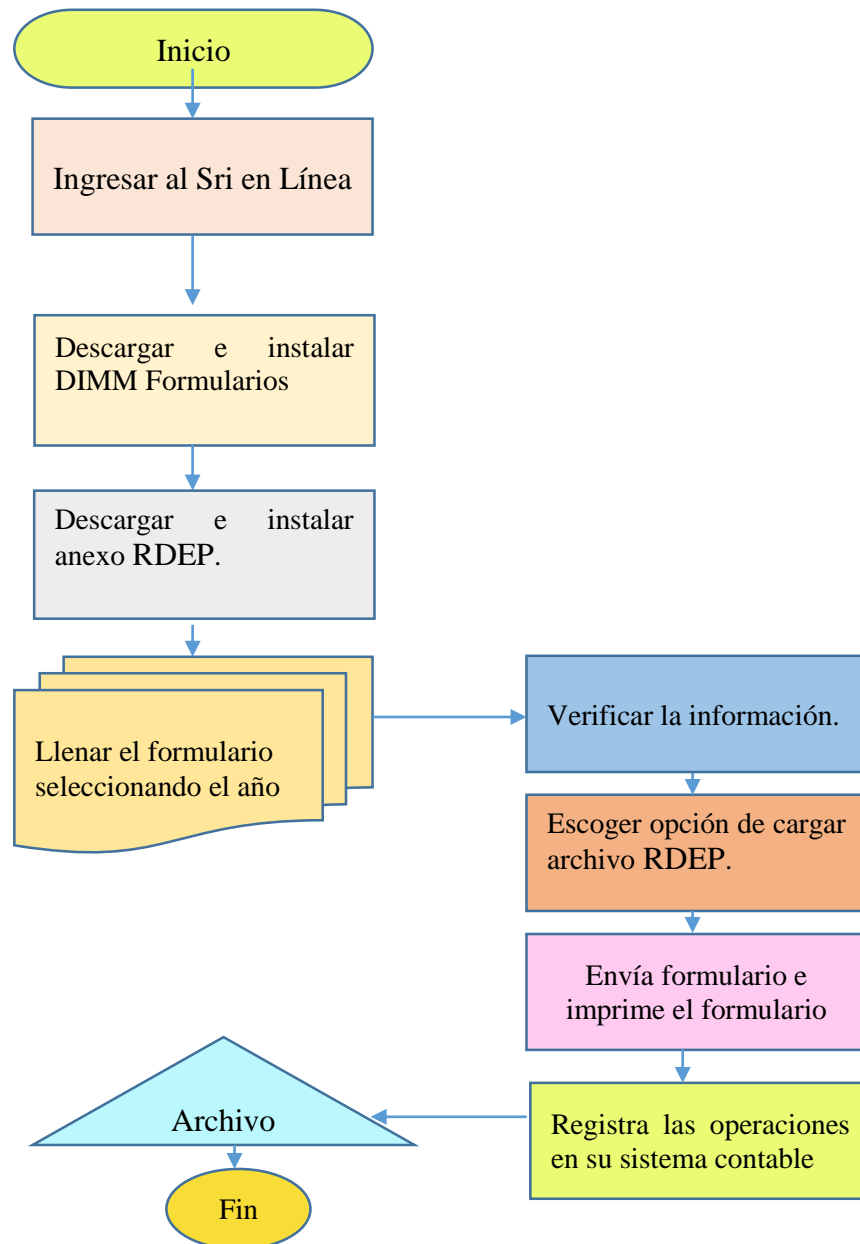 Inicio
Ingresar al Sri en Línea
Descargar e instalar
DIMM Formularios
Descargar e instalar
anexo RDEP.
Llenar el formulario
seleccionando el año
Verificar la información.
Escoger opción de cargar
archivo RDEP.
Envía formulario e
imprime el formulario
Registra las operaciones
en su sistema contable
Archivo
Fin